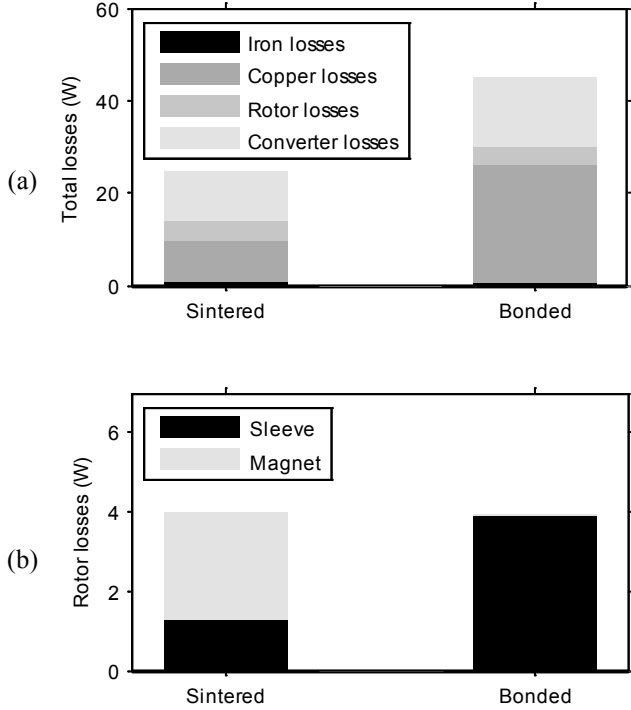 (a)
Total losses (W)
60
40
20
0
Iron losses
Copper losses
Rotor losses
Converter losses
Sintered
Bonded
(b)
Rotor losses (W)
6
4
2
0
Sleeve
Magnet
Sintered
Bonded